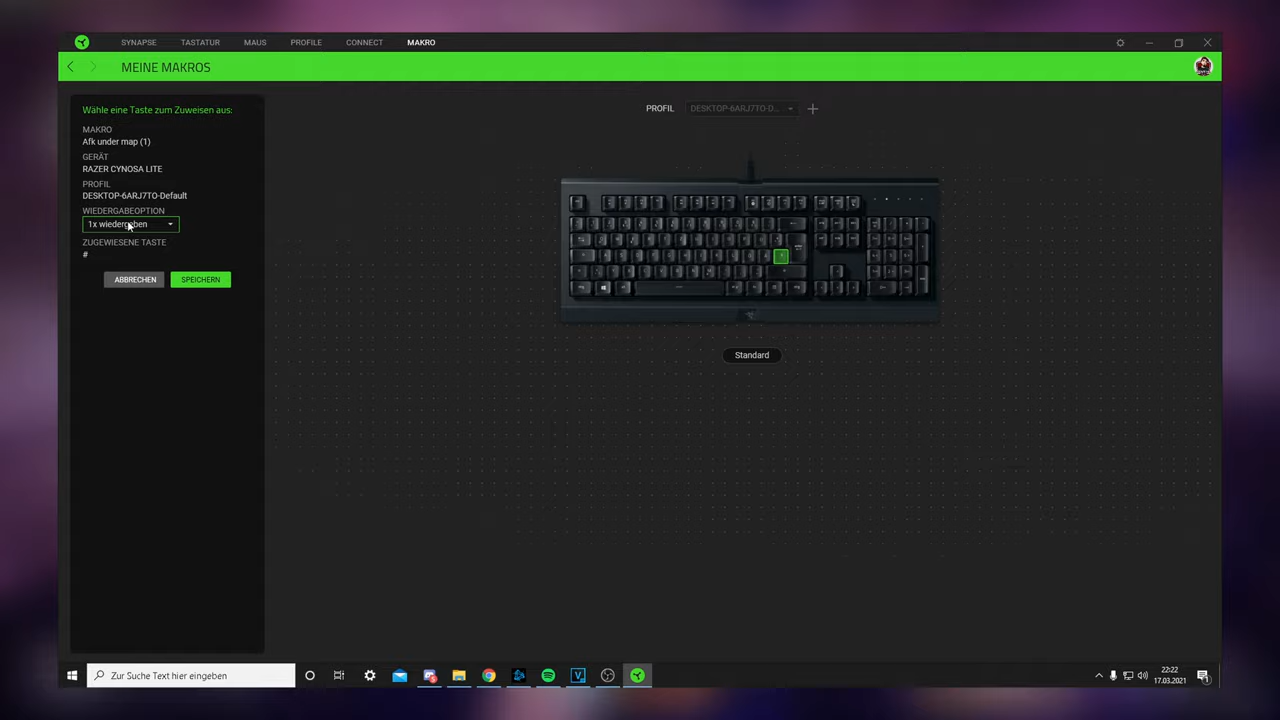 SYNAPSE TASTATUR MAUS PROFILE CONNECT MAKRO
MEINE MAKROS
Wähle eine Taste zum Zuweisen aus:
MAKRO
Afk under map (1)
GERÄT
RAZER CYNOSA LITE
PROFIL
DESKTOP-6ARJ7TO-Default
WIEDERGABEOPTION
1x wiedergeben
ZUGEWIESENE TASTE
#
ABBRECHEN SPEICHERN
PROFIL DESKTOP-6ARJ7TO-D...
Standard
Zur Suche Text hier eingeben
22:22
17.03.2021